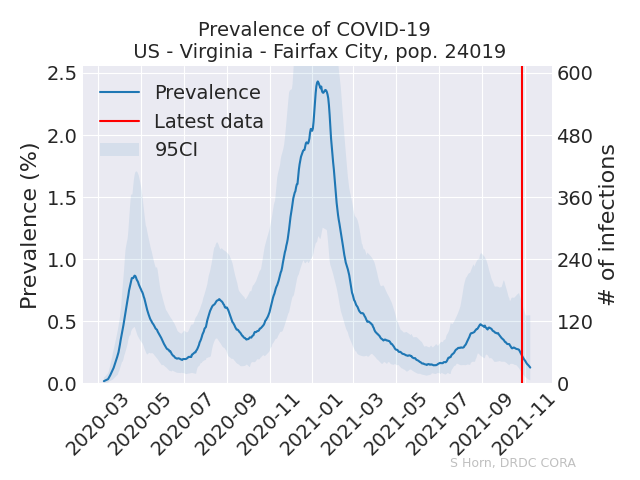 Prevalence of COVID-19
US - Virginia - Fairfax City, pop. 24019
Prevalence (%)
2.5
2.0
1.5
1.0
0.5
0.0
Prevalence
Latest data
95CI
600
480
360
240
120
0
# of infections
2020-03
2020-05
2020-07
2020-09
2020-11
2021-01
2021-03
2021-05
2021-07
2021-09
2021-11
S Horn, DRDC CORA